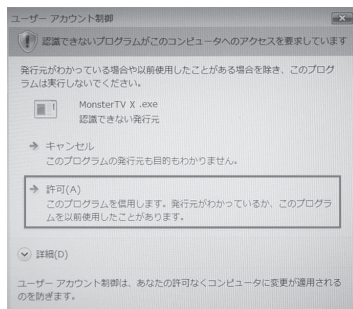 ユーザー アカウント制御
認識できないプログラムがこのコンピュータへのアクセスを要求しています
発行元がわかっている場合や以前使用したことがある場合を除き、このプログ
ラムは実行しないでください。
MonsterTV X .exe
認識できない発行元
キャンセル
このプログラムの発行元も目的もわかりません。
許可(A)
このプログラムを信用します。発行元がわかっているか、このプログラ
ムを以前使用したことがあります。
詳細(D)
ユーザー アカウント制御は、あなたの許可なくコンピュータに変更が適用される
のを防ぎます。